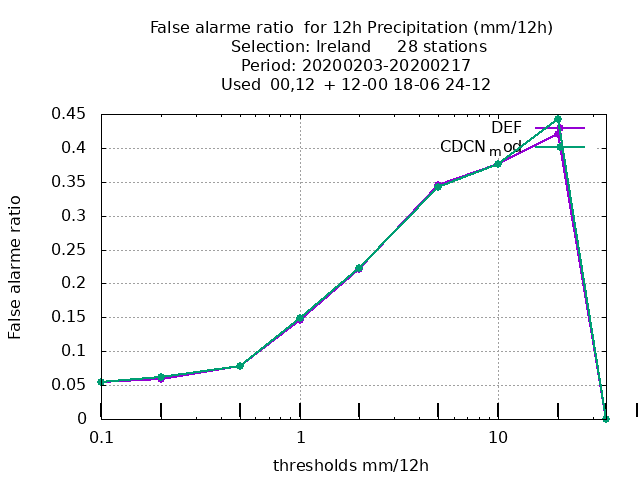 False alarme ratio  for 12h Precipitation (mm/12h)
Selection: Ireland     28 stations
Period: 20200203-20200217
Used  00,12  + 12-00 18-06 24-12
DEF
CDCN_mod
False alarme ratio
0.45
0.4
0.35
0.3
0.25
0.2
0.15
0.1
0.05
0
0.1
1
10
thresholds mm/12h